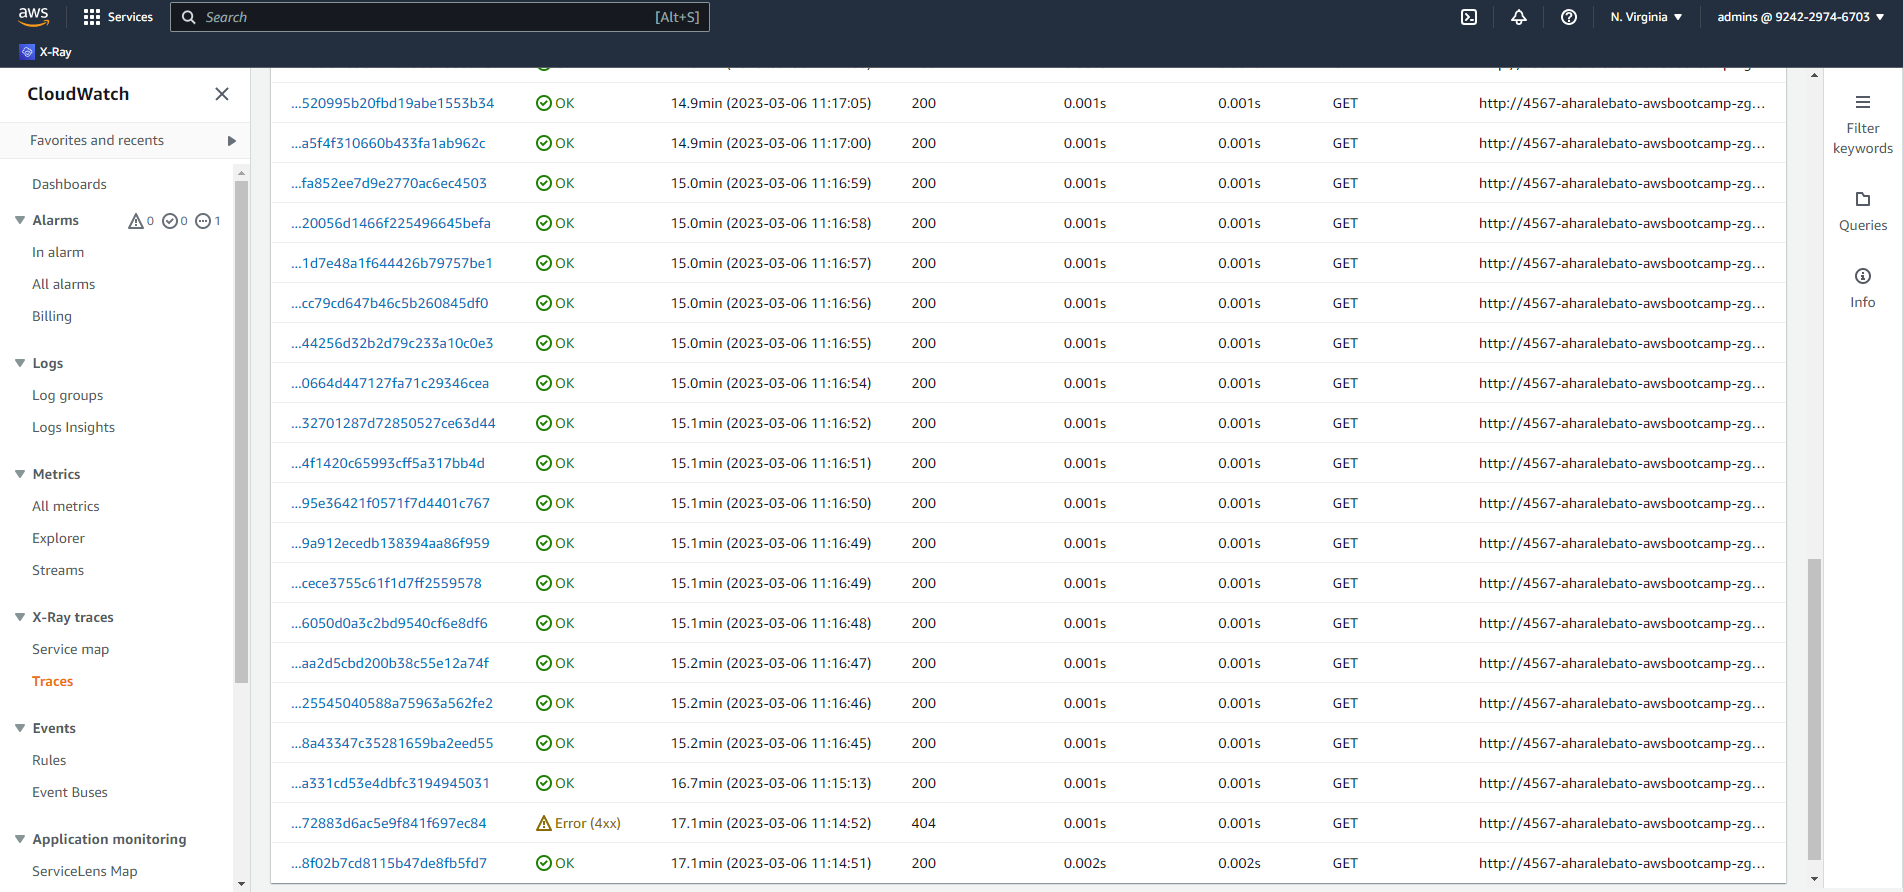 aws
Services
Search
[Alt+S]
N. Virginia
admins @ 9242-2974-6703
X-Ray
CloudWatch
Favorites and recents
Dashboards
Alarms 0 0 1
In alarm
All alarms
Billing
Logs
Log groups
Logs Insights
Metrics
All metrics
Explorer
Streams
X-Ray traces
Service map
Traces
Events
Rules
Event Buses
Application monitoring
ServiceLens Map
...520995b20fbd19abe1553b34 OK 14.9min (2023-03-06 11:17:05) 200 0.001s 0.001s GET http://4567-aharalebato-awsbootcamp-zg...
...a5f4f310660b433fa1ab962c OK 14.9min (2023-03-06 11:17:00) 200 0.001s 0.001s GET http://4567-aharalebato-awsbootcamp-zg...
...fa852ee7d9e2770ac6ec4503 OK 15.0min (2023-03-06 11:16:59) 200 0.001s 0.001s GET http://4567-aharalebato-awsbootcamp-zg...
...20056d1466f225496645befa OK 15.0min (2023-03-06 11:16:58) 200 0.001s 0.001s GET http://4567-aharalebato-awsbootcamp-zg...
...1d7e48a1f644426b79757be1 OK 15.0min (2023-03-06 11:16:57) 200 0.001s 0.001s GET http://4567-aharalebato-awsbootcamp-zg...
...cc79cd647b46c5b260845df0 OK 15.0min (2023-03-06 11:16:56) 200 0.001s 0.001s GET http://4567-aharalebato-awsbootcamp-zg...
...44256d32b2d79c233a10c0e3 OK 15.0min (2023-03-06 11:16:55) 200 0.001s 0.001s GET http://4567-aharalebato-awsbootcamp-zg...
...0664d447127fa71c29346cea OK 15.0min (2023-03-06 11:16:54) 200 0.001s 0.001s GET http://4567-aharalebato-awsbootcamp-zg...
...32701287d72850527ce63d44 OK 15.1min (2023-03-06 11:16:52) 200 0.001s 0.001s GET http://4567-aharalebato-awsbootcamp-zg...
...4f1420c65993cff5a317bb4d OK 15.1min (2023-03-06 11:16:51) 200 0.001s 0.001s GET http://4567-aharalebato-awsbootcamp-zg...
...95e36421f0571f7d4401c767 OK 15.1min (2023-03-06 11:16:50) 200 0.001s 0.001s GET http://4567-aharalebato-awsbootcamp-zg...
...9a912ecedb138394aa86f959 OK 15.1min (2023-03-06 11:16:49) 200 0.001s 0.001s GET http://4567-aharalebato-awsbootcamp-zg...
...cece3755c61f1d7ff2559578 OK 15.1min (2023-03-06 11:16:49) 200 0.001s 0.001s GET http://4567-aharalebato-awsbootcamp-zg...
...6050d0a3c2bd9540cf6e8df6 OK 15.1min (2023-03-06 11:16:48) 200 0.001s 0.001s GET http://4567-aharalebato-awsbootcamp-zg...
...aa2d5cbd200b38c55e12a74f OK 15.2min (2023-03-06 11:16:47) 200 0.001s 0.001s GET http://4567-aharalebato-awsbootcamp-zg...
...25545040588a75963a562fe2 OK 15.2min (2023-03-06 11:16:46) 200 0.001s 0.001s GET http://4567-aharalebato-awsbootcamp-zg...
...8a43347c35281659ba2eed55 OK 15.2min (2023-03-06 11:16:45) 200 0.001s 0.001s GET http://4567-aharalebato-awsbootcamp-zg...
...a331cd53e4dbfc3194945031 OK 16.7min (2023-03-06 11:15:13) 200 0.001s 0.001s GET http://4567-aharalebato-awsbootcamp-zg...
...72883d6ac5e9f841f697ec84 Error (4xx) 17.1min (2023-03-06 11:14:52) 404 0.001s 0.001s GET http://4567-aharalebato-awsbootcamp-zg...
...8f02b7cd8115b47de8fb5fd7 OK 17.1min (2023-03-06 11:14:51) 200 0.002s 0.002s GET http://4567-aharalebato-awsbootcamp-zg...
Filter
keywords
Queries
Info